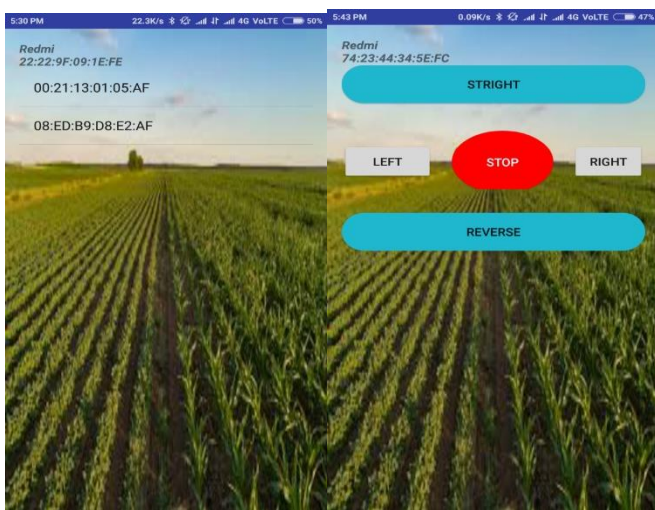 5:30 PM 22.3K/s 4G VoLTE 50%
Redmi
22:22:9F:09:1E:FE
00:21:13:01:05:AF
08:ED:B9:D8:E2:AF
5:43 PM 0.09K/s 4G VoLTE 47%
Redmi
74:23:44:34:5E:FC
STRIGHT
LEFT STOP RIGHT
REVERSE